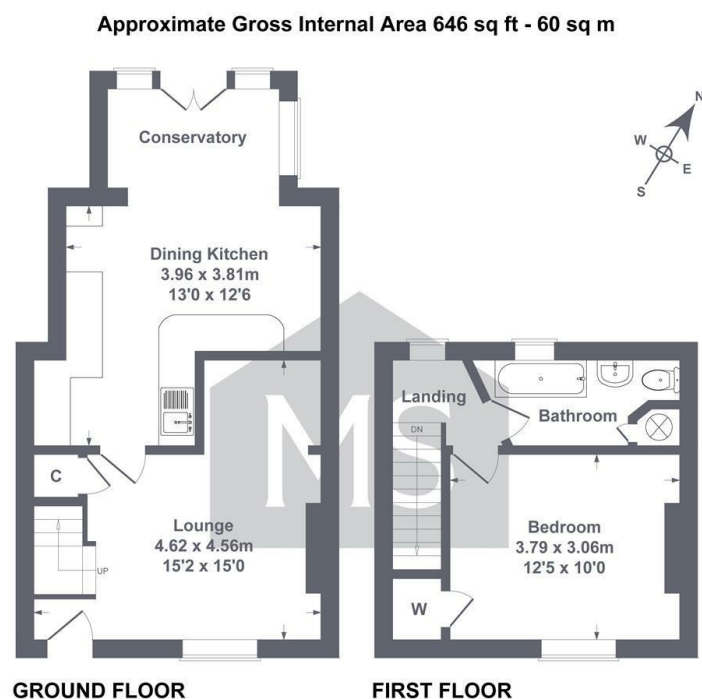 Approximate Gross Internal Area 646 sq ft - 60 sq m
Conservatory
N
W
E
S
Dining Kitchen
3.96 x 3.81m
13'0 x 12'6
MS
C
Lounge
4.62 x 4.56m
15'2 x 15'0
UP
Landing
DN
Bathroom
Bedroom
3.79 x 3.06m
12'5 x 10'0
W
GROUND FLOOR
FIRST FLOOR